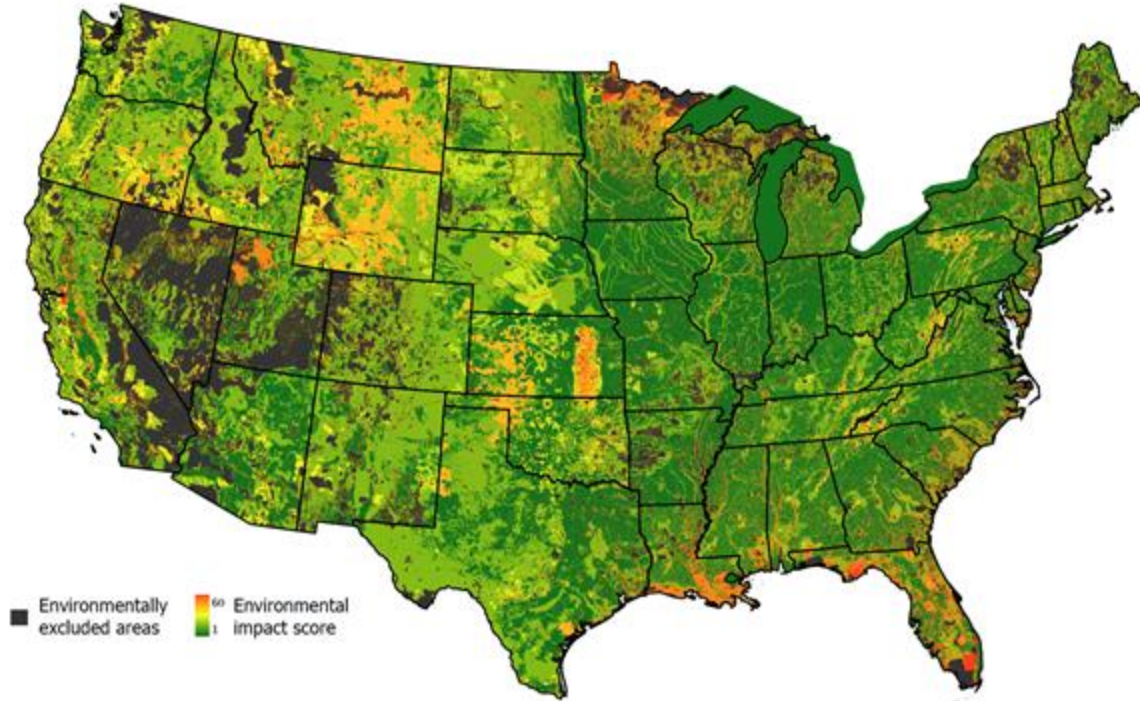 Environmentally
excluded areas
60
1
Environmental
impact score